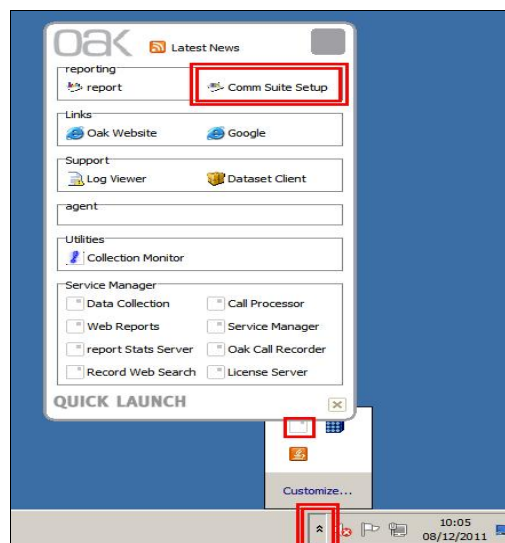 oak Latest News
reporting
report Comm Suite Setup
Links
Oak Website Google
Support
Log Viewer Dataset Client
agent
Utilities
Collection Monitor
Service Manager
Data Collection Call Processor
Web Reports Service Manager
report Stats Server Oak Call Recorder
Record Web Search License Server
QUICK LAUNCH
Customize...
10:05
08/12/2011